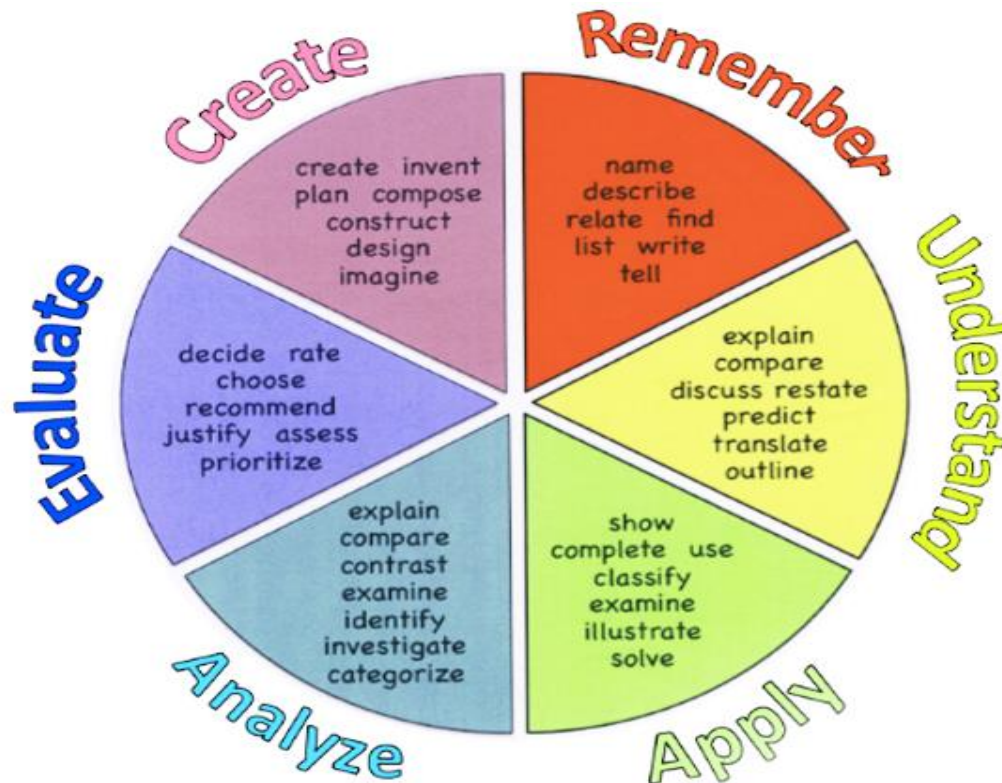 Remember
name
describe
relate find
list write
tell
Understand
explain
compare
discuss restate
predict
translate
outline
Apply
show
complete use
classify
examine
illustrate
solve
Analyze
explain
compare
contrast
examine
identify
investigate
categorize
Evaluate
decide rate
choose
recommend
justify assess
prioritize
Create
create invent
plan compose
construct
design
imagine